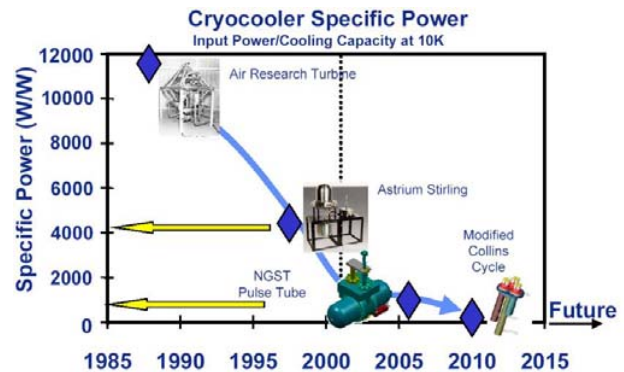 Cryocooler Specific Power
Input Power/Cooling Capacity at 10K
Specific Power (W/W)
12000
10000
8000
6000
4000
2000
0
Air Research Turbine
Astrium Stirling
NGST
Pulse Tube
Modified
Collins
Cycle
Future
1985
1990
1995
2000
2005
2010
2015